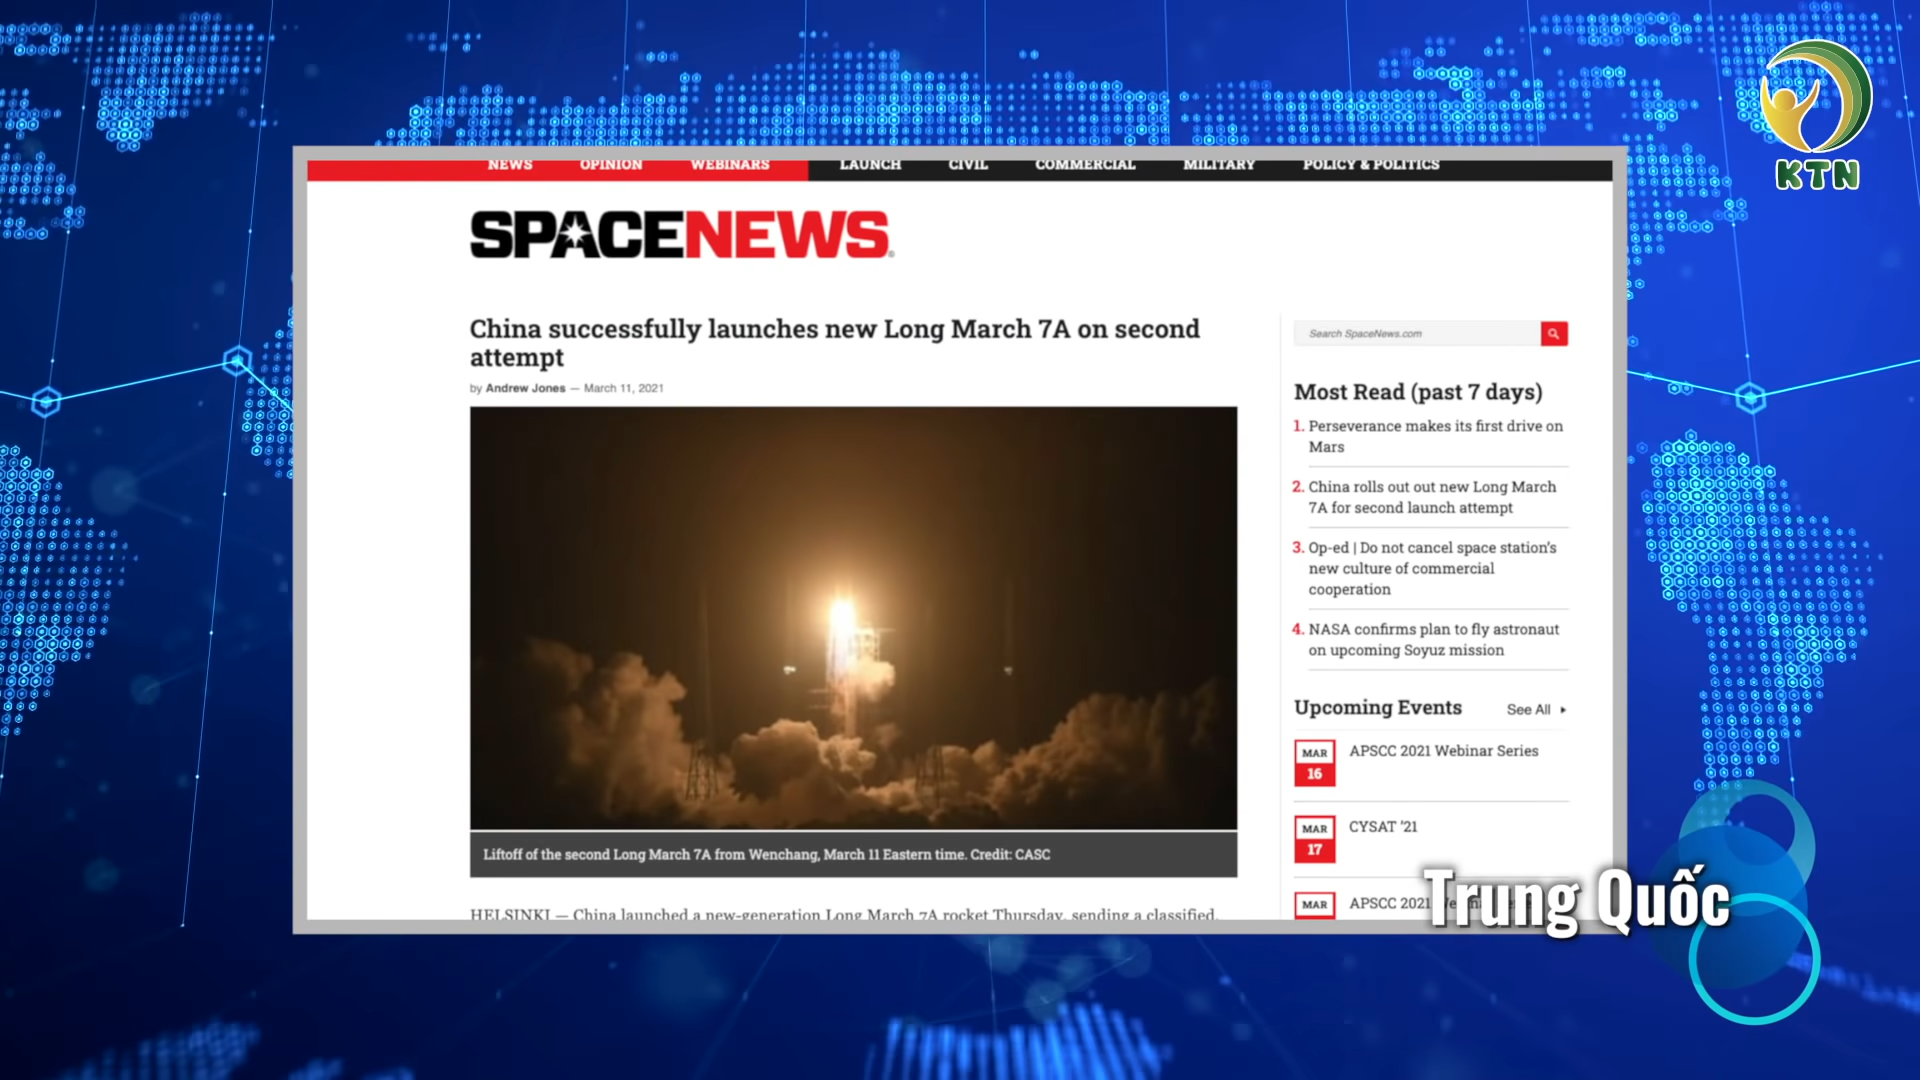 NEWS OPINION WEBINARS LAUNCH CIVIL COMMERCIAL MILITARY POLICY & POLITICS
KTN
SPACENEWS
China successfully launches new Long March 7A on second
attempt
by Andrew Jones — March 11, 2021
Liftoff of the second Long March 7A from Wenchang, March 11 Eastern time. Credit: CASC
HELSINKI — China launched a new-generation Long March 7A rocket Thursday, sending a classified,
Search SpaceNews.com
Most Read (past 7 days)
1. Perseverance makes its first drive on
Mars
2. China rolls out out new Long March
7A for second launch attempt
3. Op-ed | Do not cancel space station's
new culture of commercial
cooperation
4. NASA confirms plan to fly astronaut
on upcoming Soyuz mission
Upcoming Events See All
MAR
16
APSCC 2021 Webinar Series
MAR
17
CYSAT '21
MAR
APSCC 2021
Trung Quốc